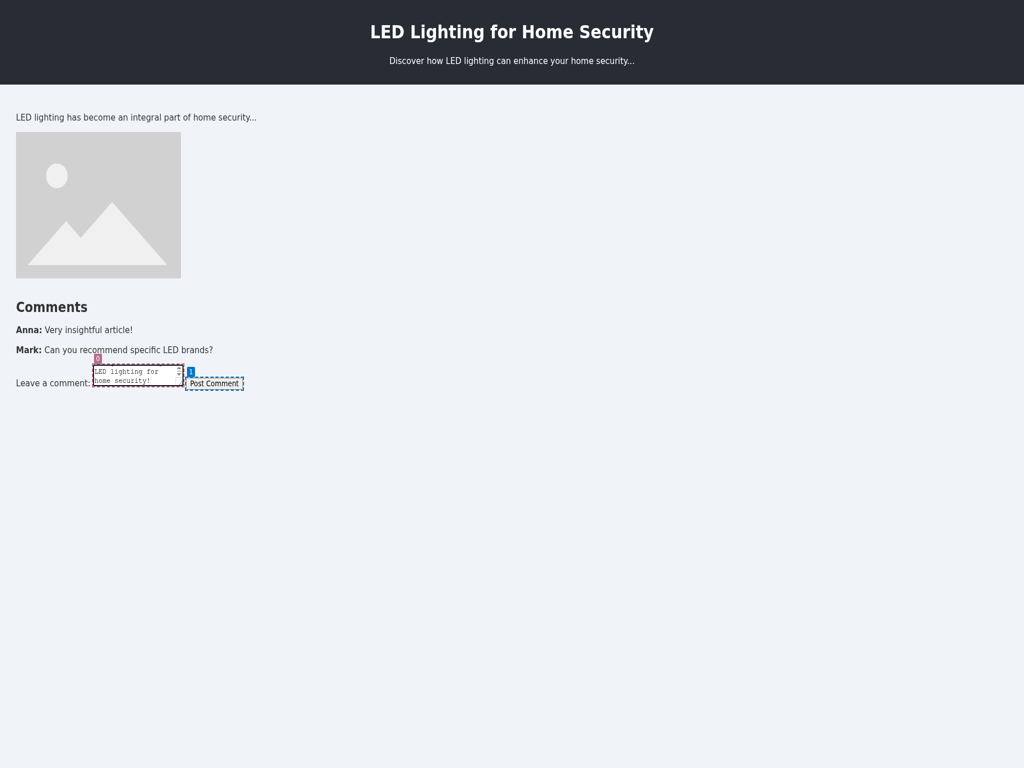 LED Lighting for Home Security
Discover how LED lighting can enhance your home security...
LED lighting has become an integral part of home security...
Comments
Anna: Very insightful article!
Mark: Can you recommend specific LED brands?
0
LED lighting for
home security!
1
Leave a comment:
Post Comment